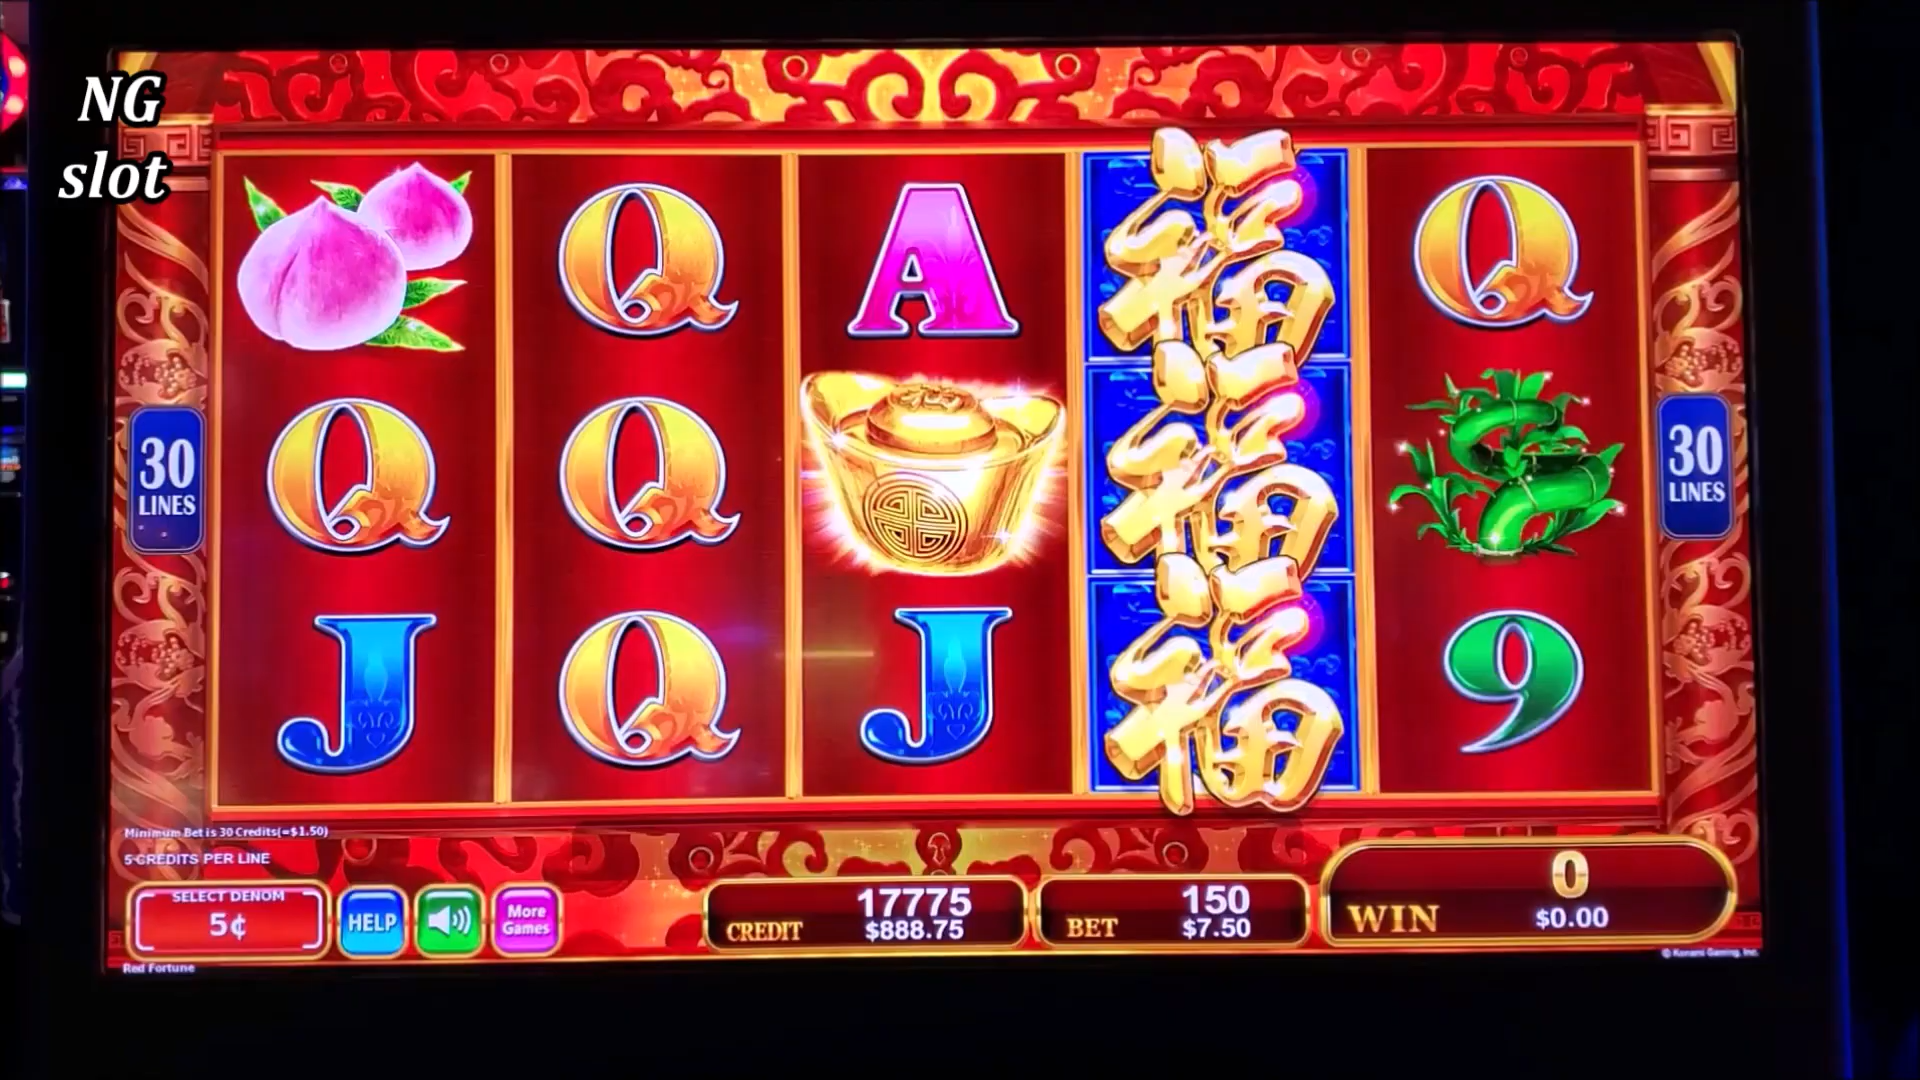 NG
slot
Q
A
福
Q
30
LINES
Q
Q
福
30
LINES
J
Q
J
福
9
Minimum Bet is 30 Credits(=$1.50)
5 CREDITS PER LINE
SELECT DENOM
5¢
HELP
More
Games
CREDIT
17775
$888.75
BET
150
$7.50
WIN
0
$0.00
Red Fortune
© Konami Gaming, Inc.